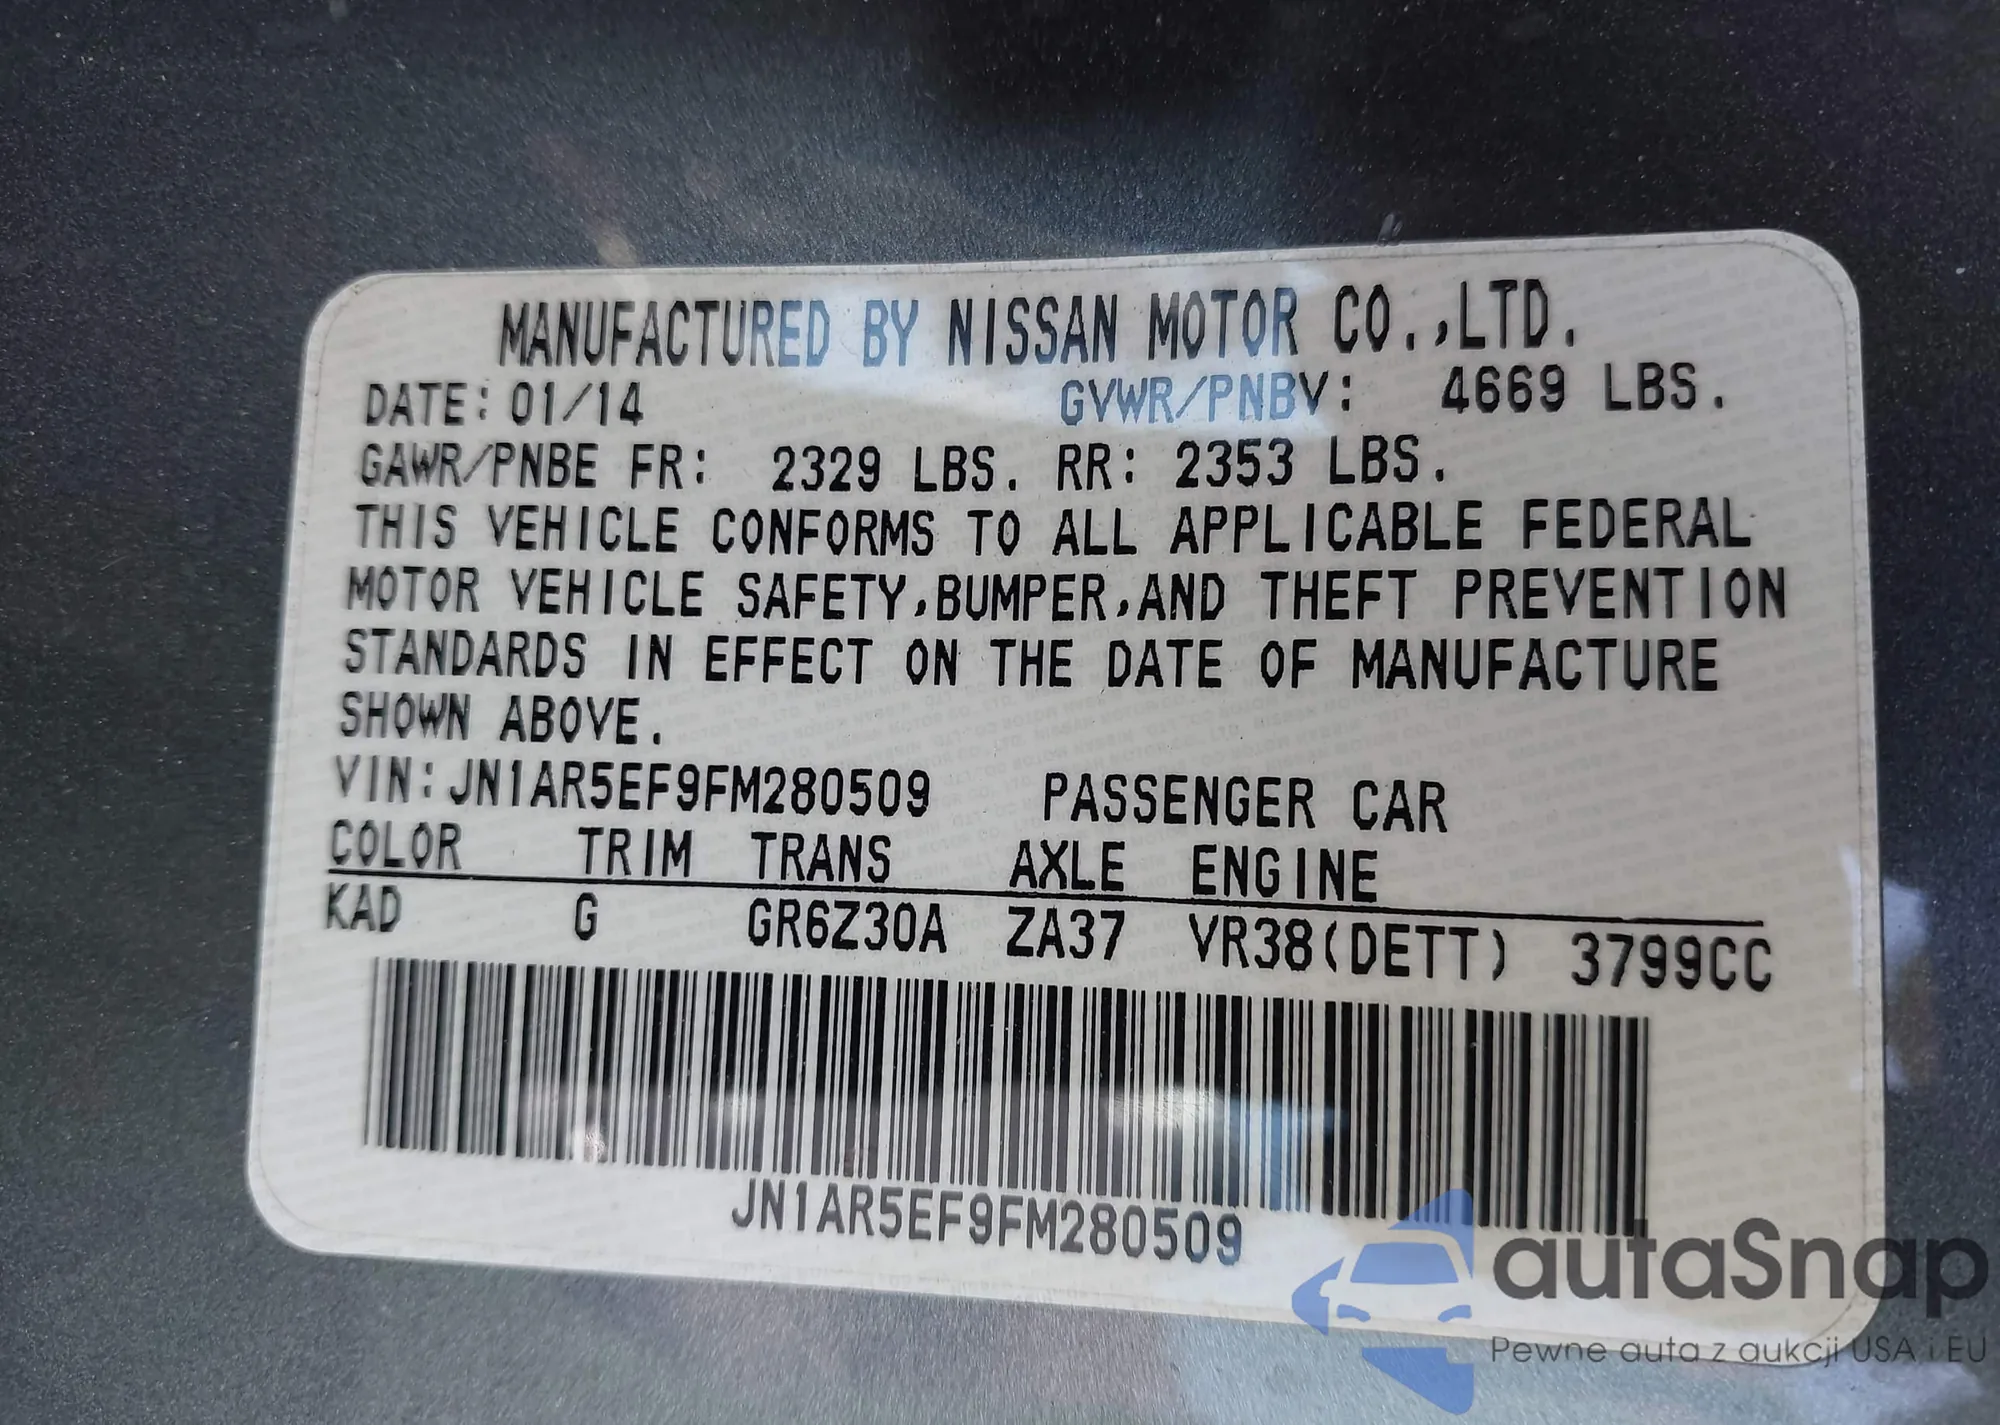 MANUFACTURED BY NISSAN MOTOR CO.,LTD.
DATE: 01/14 GVWR/PNBV: 4669 LBS.
GAWR/PNBE FR: 2329 LBS. RR: 2353 LBS.
THIS VEHICLE CONFORMS TO ALL APPLICABLE FEDERAL
MOTOR VEHICLE SAFETY,BUMPER,AND THEFT PREVENTION
STANDARDS IN EFFECT ON THE DATE OF MANUFACTURE
SHOWN ABOVE.
VIN:JN1AR5EF9FM280509 PASSENGER CAR
COLOR TRIM TRANS AXLE ENGINE
KAD G GR6Z30A ZA37 VR38(DETT) 3799CC
JN1AR5EF9FM280509
autaSnap
Pewne auta z aukcji USA i EU